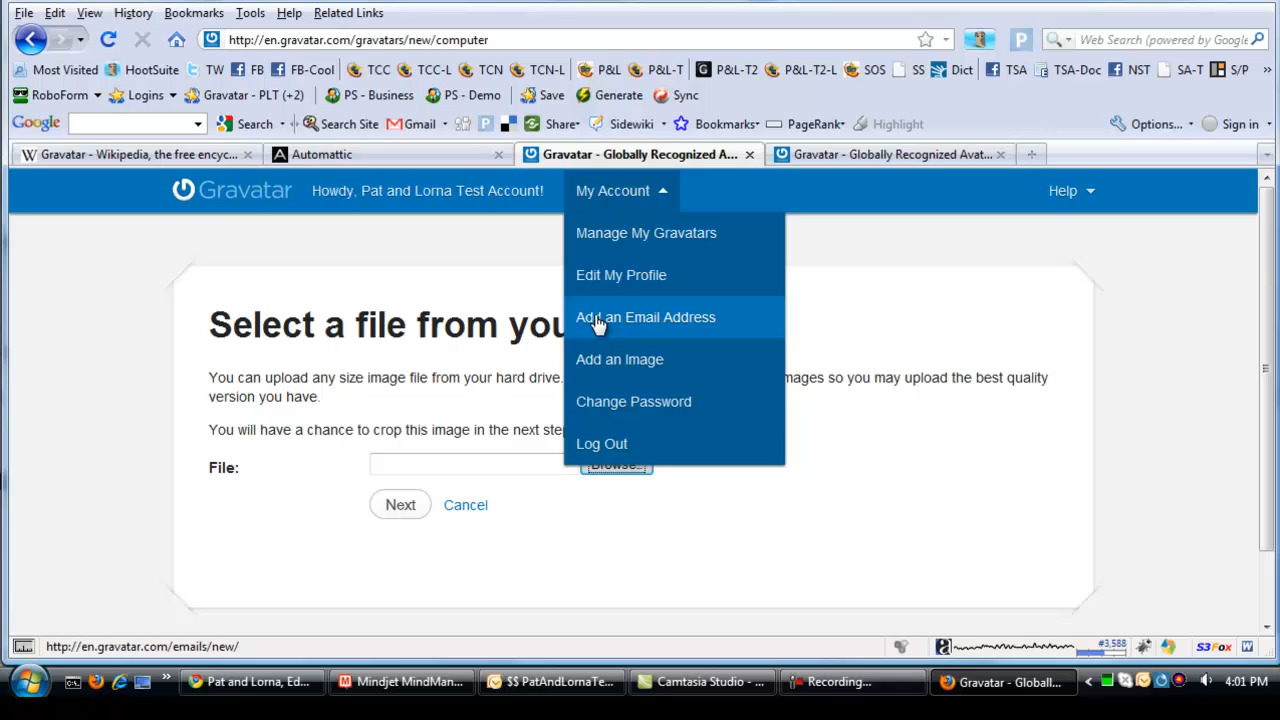 File Edit View History Bookmarks Tools Help Related Links
http://en.gravatar.com/gravatars/new/computer Web Search (powered by Google
Most Visited HootSuite TW FB FB-Cool TCC TCC-L TCN TCN-L P&L P&L-T P&L-T2 P&L-T2-L SOS SS Dict TSA TSA-Doc NST SA-T S/P »
RoboForm Logins Gravatar - PLT (+2) PS - Business PS - Demo Save Generate Sync
Google Search Search Site Gmail Share Sidewiki Bookmarks PageRank Highlight Options... Sign in
Gravatar - Wikipedia, the free encyc... Automattic Gravatar - Globally Recognized A... Gravatar - Globally Recognized Avat...
Gravatar Howdy, Pat and Lorna Test Account! My Account Help
Manage My Gravatars
Edit My Profile
Add an Email Address
Add an Image
Change Password
Log Out
Select a file from you
You can upload any size image file from your hard drive. mages so you may upload the best quality
version you have.
You will have a chance to crop this image in the next step
File: Browse...
Next Cancel
http://en.gravatar.com/emails/new/ #3,588 S3Fox
Pat and Lorna, Ed... Mindjet MindMan... $$ PatAndLornaTe... Camtasia Studio - ... Recording... Gravatar - Globall... 4:01 PM